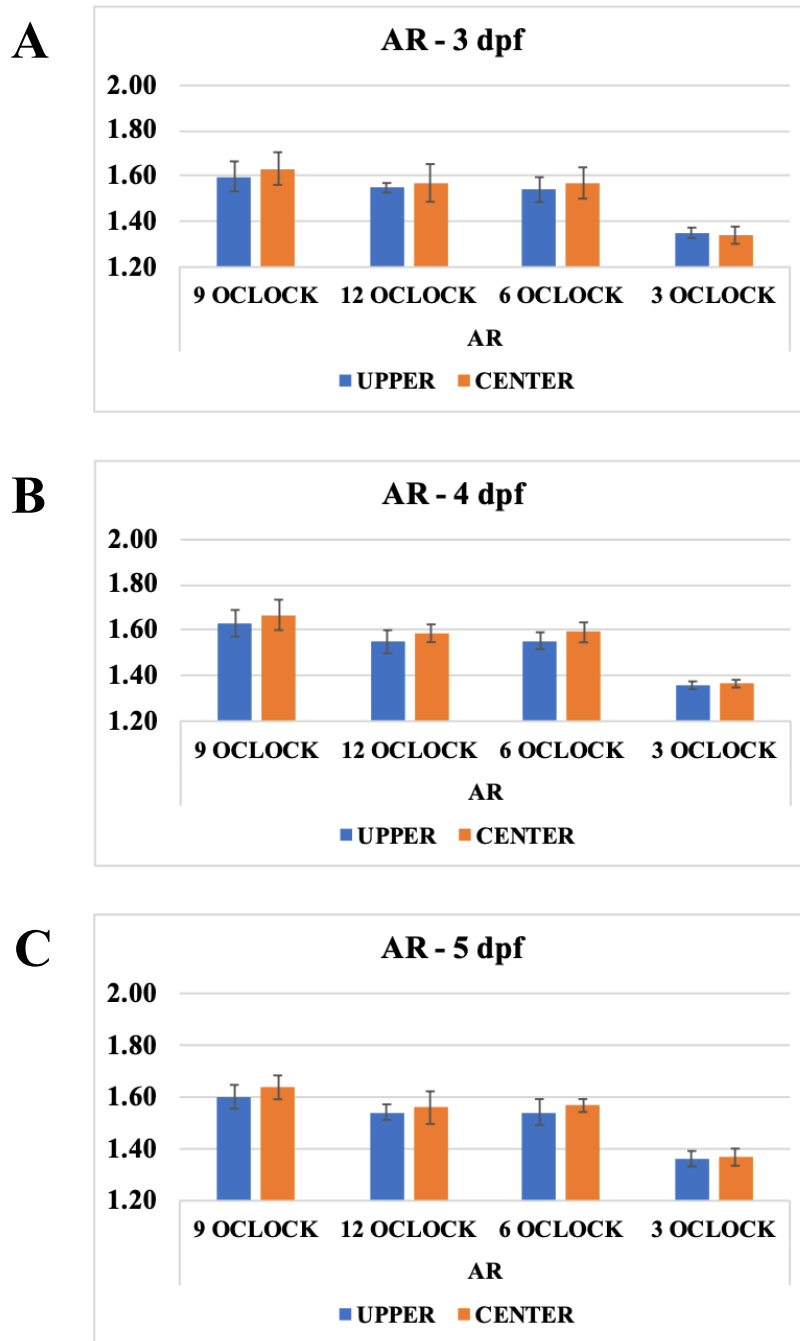 A
AR - 3 dpf
2.00
1.80
1.60
1.40
1.20
9 OCLOCK 12 OCLOCK 6 OCLOCK 3 OCLOCK
AR
UPPER CENTER
B
AR - 4 dpf
2.00
1.80
1.60
1.40
1.20
9 OCLOCK 12 OCLOCK 6 OCLOCK 3 OCLOCK
AR
UPPER CENTER
C
AR - 5 dpf
2.00
1.80
1.60
1.40
1.20
9 OCLOCK 12 OCLOCK 6 OCLOCK 3 OCLOCK
AR
UPPER CENTER